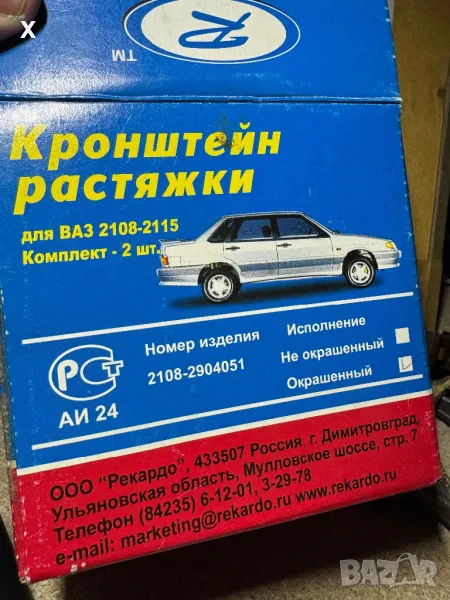 x
R
TM
Кронштейн
растяжки
для ВАЗ 2108-2115
Комплект - 2 шт.
Номер изделия
2108-2904051
Исполнение
Не окрашенный
Окрашенный
РСТ
АИ 24
ООО "Рекардо", 433507 Россия. г. Димитровград,
Ульяновская область, Мулловское шоссе, стр. 7
Телефон (84235) 6-12-01, 3-29-78
e-mail: marketing@rekardo.ru www.rekardo.ru
BAZAR